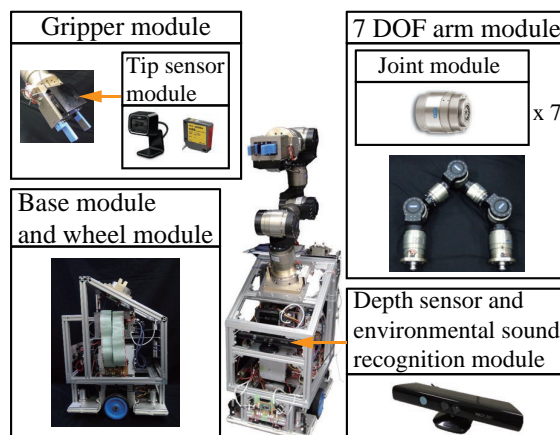 Gripper module
Tip sensor
module
7 DOF arm module
Joint module
x 7
Base module
and wheel module
Depth sensor and
environmental sound
recognition module